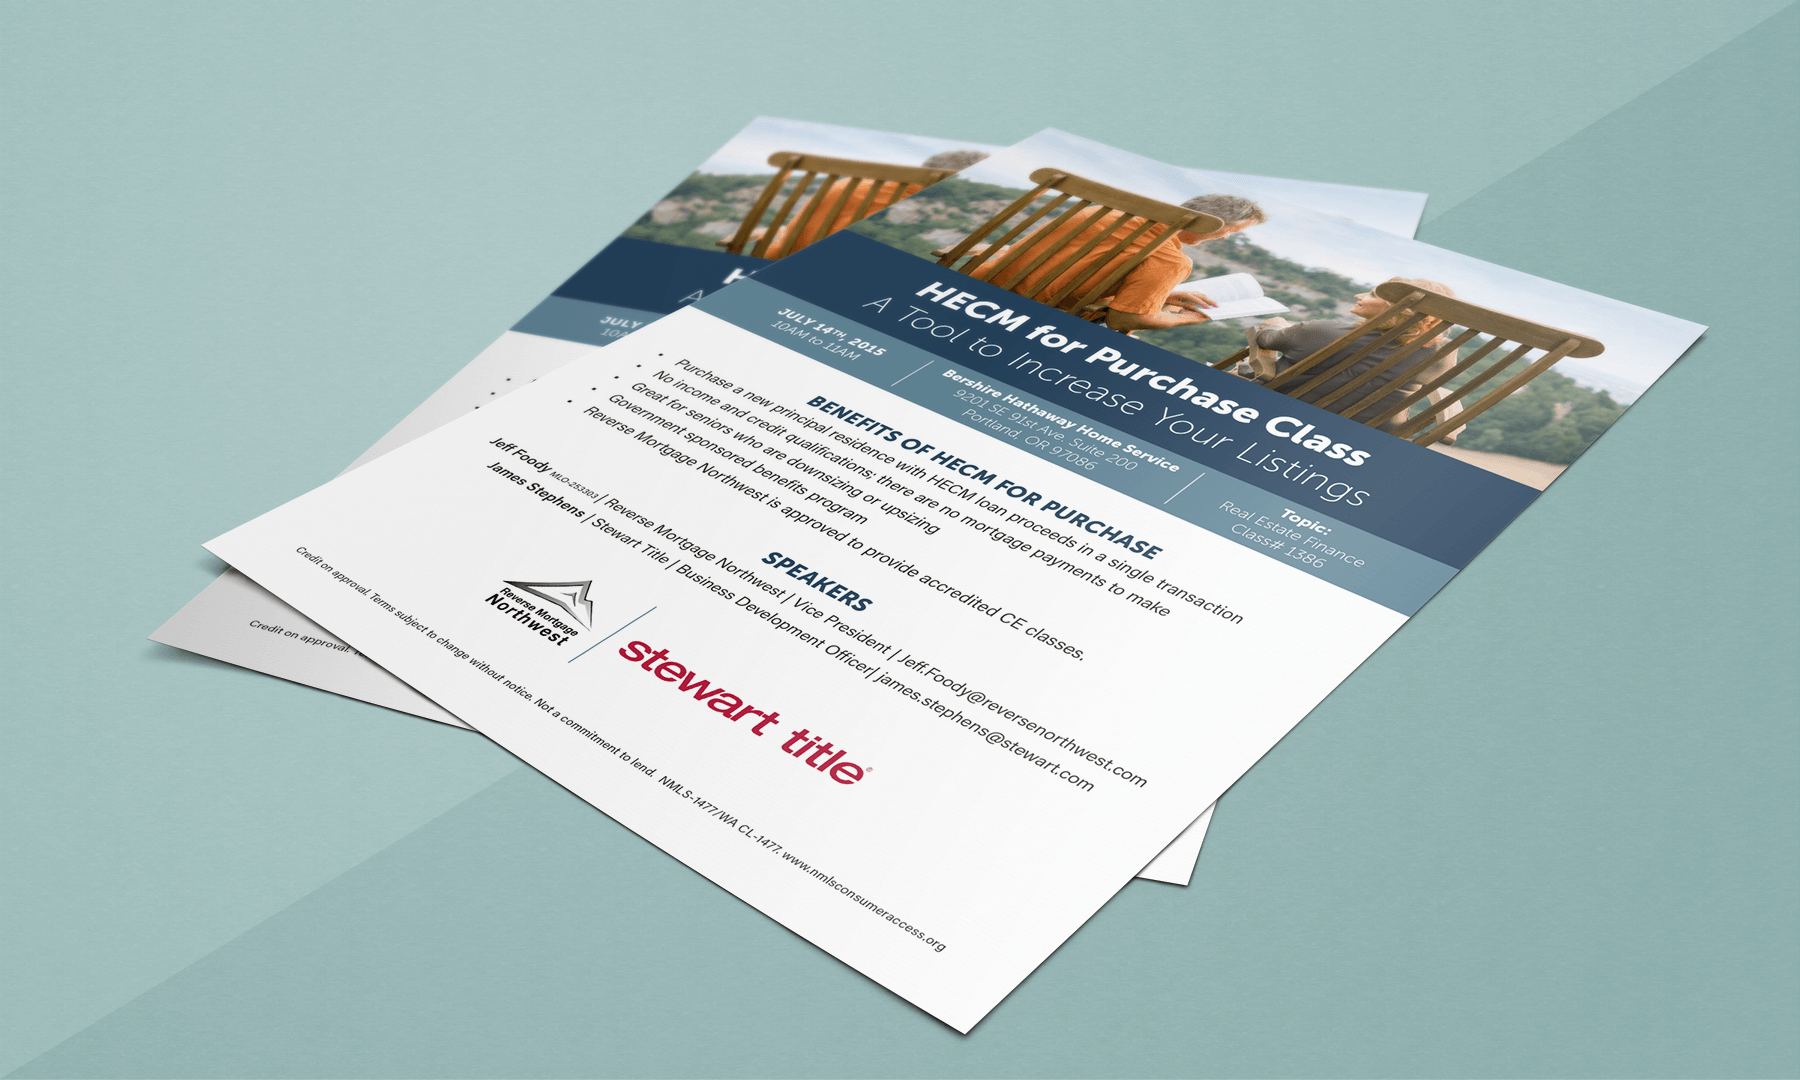 HECM for Purchase Class
A Tool to Increase Your Listings
JULY 14TH, 2015
10AM to 11AM
Bershire Hathaway Home Service
9201 SE 91st Ave. Suite 200
Portland, OR 97086
Topic:
Real Estate Finance
Class# 1386
BENEFITS OF HECM FOR PURCHASE
• Purchase a new principal residence with HECM loan proceeds in a single transaction
• No income and credit qualifications; there are no mortgage payments to make
• Great for seniors who are downsizing or upsizing
• Government sponsored benefits program
• Reverse Mortgage Northwest is approved to provide accredited CE classes,
SPEAKERS
Jeff Foody MLO-253303 | Reverse Mortgage Northwest | Vice President | Jeff.Foody@reversenorthwest.com
James Stephens | Stewart Title | Business Development Officer| james.stephens@stewart.com
Reverse Mortgage
Northwest
stewart title®
Credit on approval. Terms subject to change without notice. Not a commitment to lend. NMLS-1477/WA CL-1477. www.nmlsconsumeraccess.org
H
A
JULY
10A
Credit on approval.